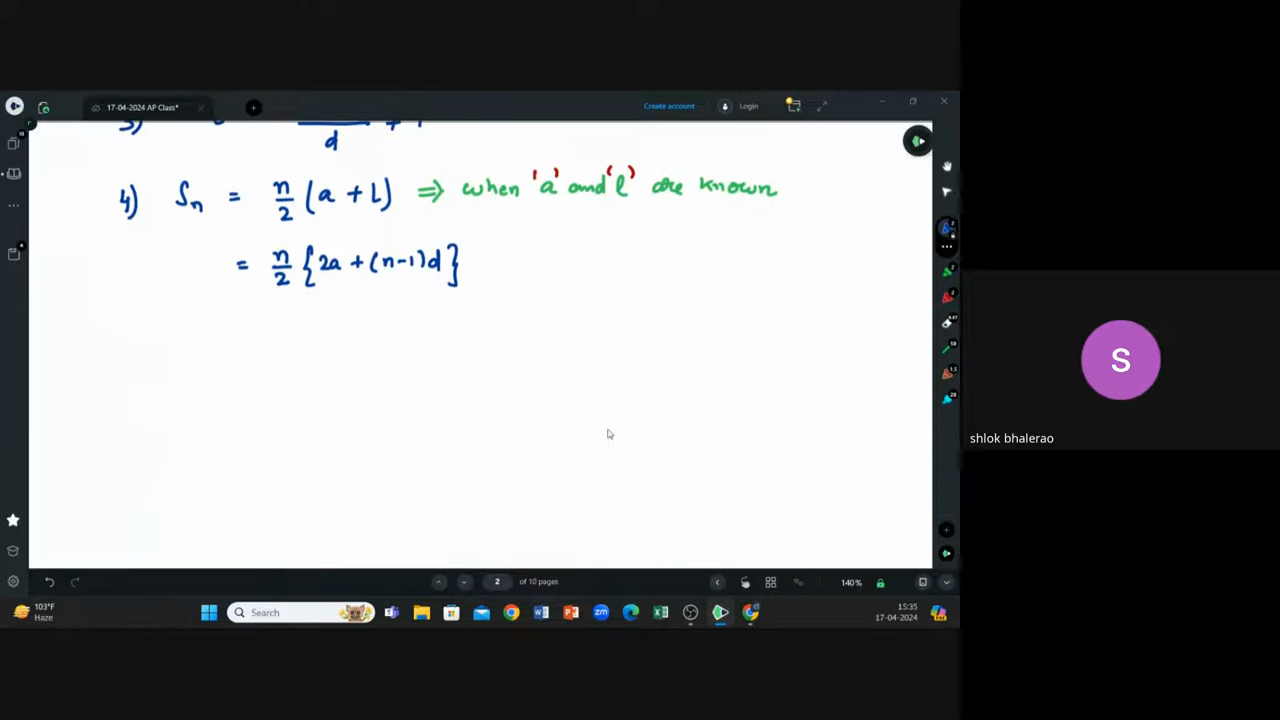 17-04-2024 AP Class*
Create account
Login
d
4) Sn = n/2 (a + l) ⇒ when 'a' and 'l' are known
= n/2 {2a + (n-1)d}
S
shlok bhalerao
2 of 10 pages
140%
103°F
Haze
Search
15:35
17-04-2024